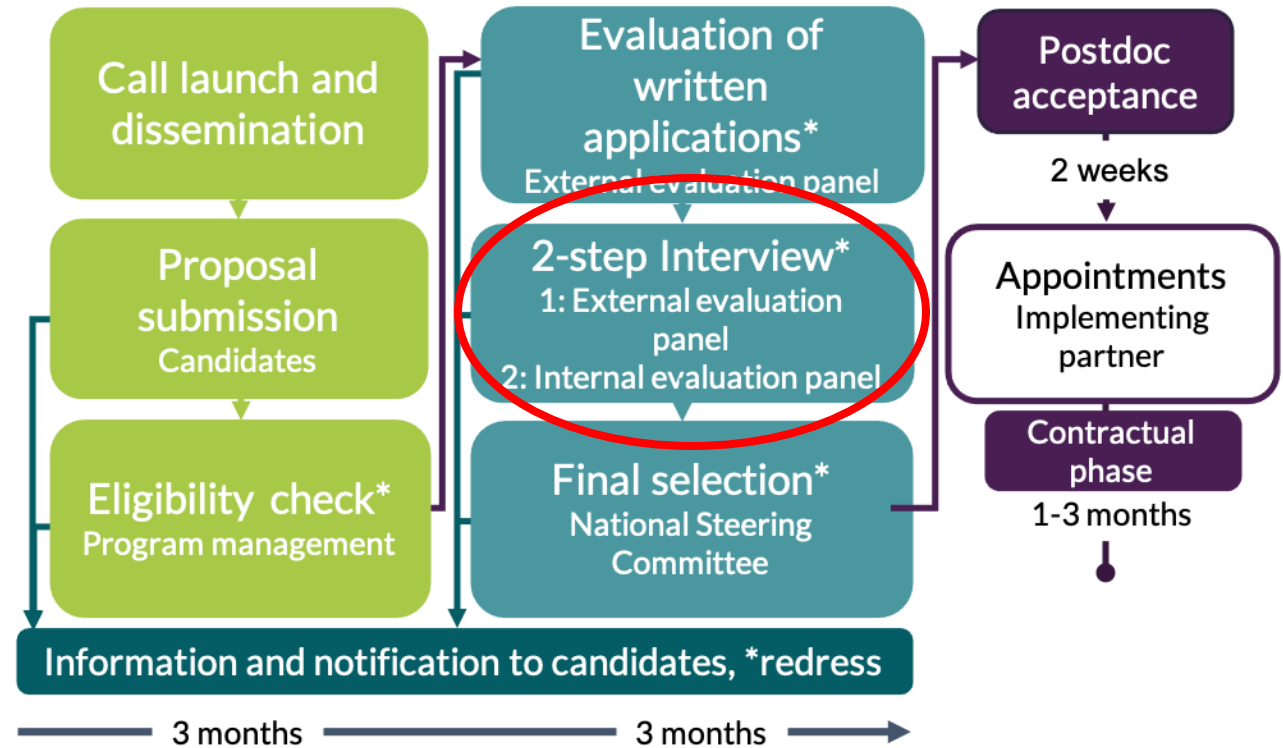 Call launch and
dissemination
Proposal
submission
Candidates
Eligibility check*
Program management
Evaluation of
written
applications*
External evaluation panel
2-step Interview*
1: External evaluation
panel
2: Internal evaluation panel
Final selection*
National Steering
Committee
Postdoc
acceptance
2 weeks
Appointments
Implementing
partner
Contractual
phase
1-3 months
Information and notification to candidates, *redress
3 months
3 months